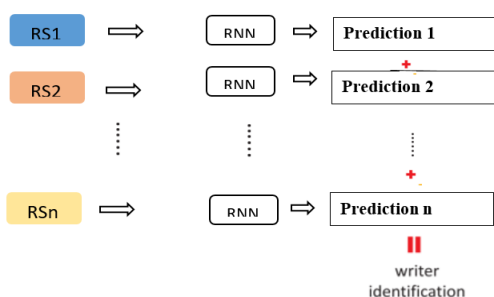 RS1 RNN Prediction 1
+
RS2 RNN Prediction 2
+
RSn RNN Prediction n
=
writer
identification